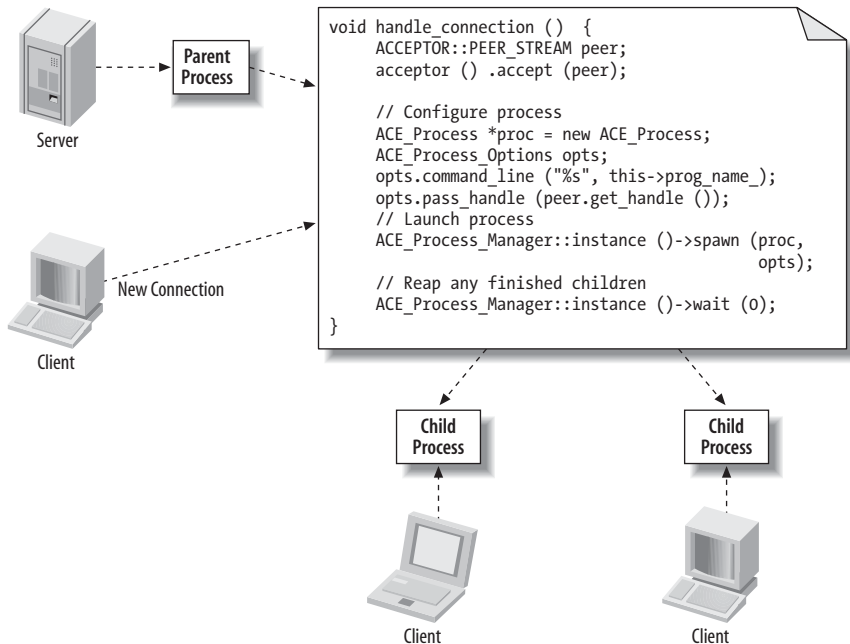 Server
Parent
Process
void handle_connection () {
ACCEPTOR::PEER_STREAM peer;
acceptor () .accept (peer);
// Configure process
ACE_Process *proc = new ACE_Process;
ACE_Process_Options opts;
opts.command_line ("%s", this->prog_name_);
opts.pass_handle (peer.get_handle ());
// Launch process
ACE_Process_Manager::instance ()->spawn (proc,
opts);
// Reap any finished children
ACE_Process_Manager::instance ()->wait (0);
}
New Connection
Client
Child
Process
Child
Process
Client
Client